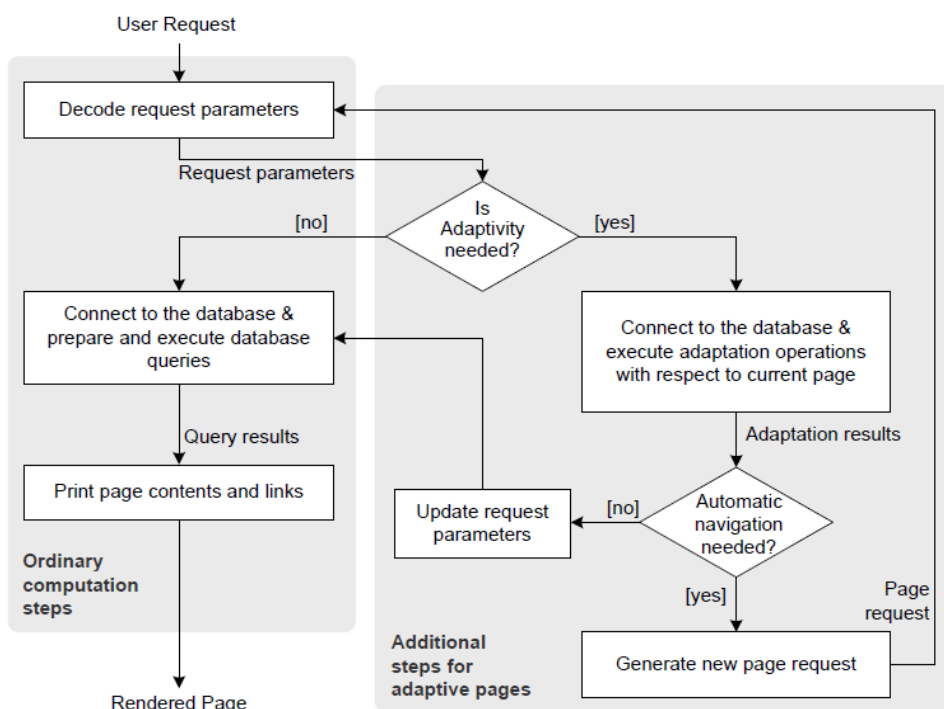 User Request
Decode request parameters
Request parameters
Is
Adaptivity
needed?
[no]
[yes]
Connect to the database &
prepare and execute database
queries
Connect to the database &
execute adaptation operations
with respect to current page
Query results
Adaptation results
Print page contents and links
Update request
parameters
[no]
Automatic
navigation
needed?
Ordinary
computation
steps
[yes]
Page
request
Additional
steps for
adaptive pages
Generate new page request
Rendered Page